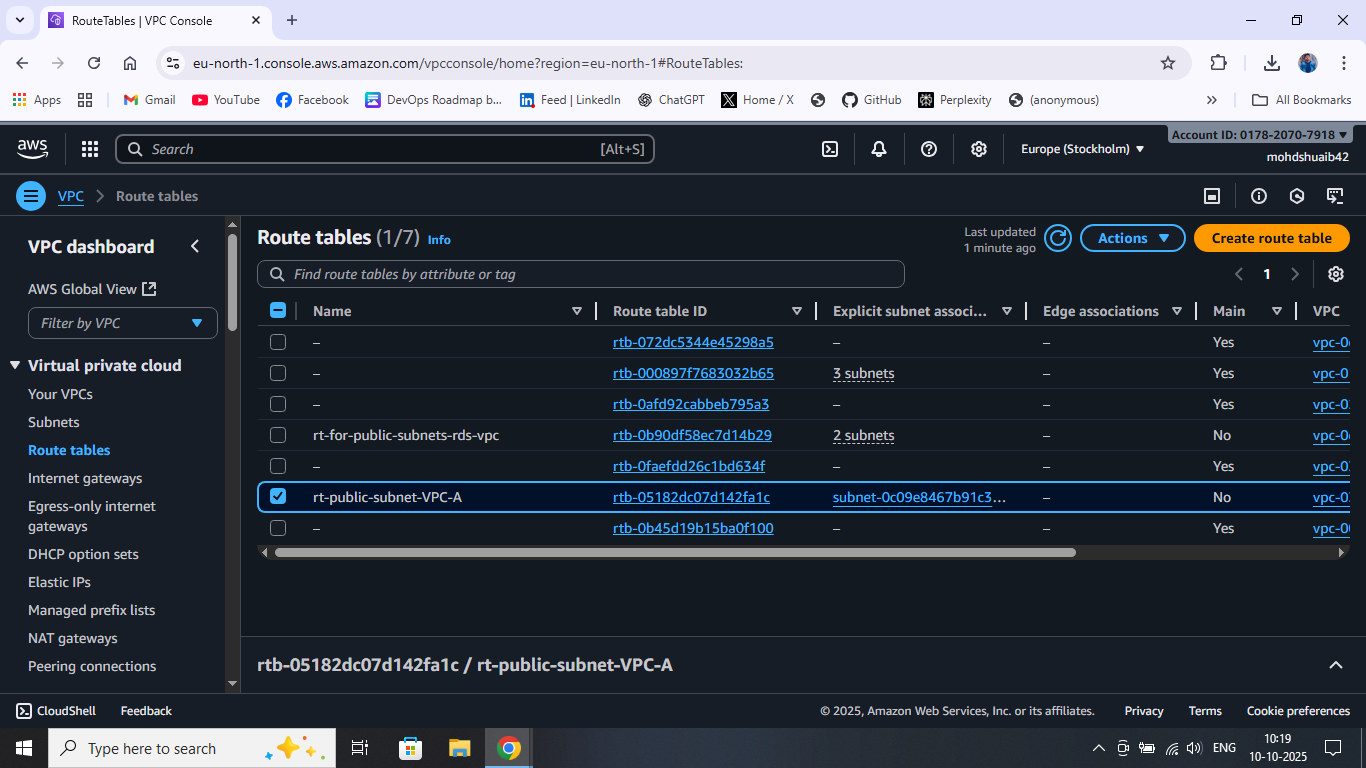 RouteTables | VPC Console
eu-north-1.console.aws.amazon.com/vpcconsole/home?region=eu-north-1#RouteTables:
Apps Gmail YouTube Facebook DevOps Roadmap b... Feed | LinkedIn ChatGPT Home / X GitHub Perplexity (anonymous) » All Bookmarks
aws Search [Alt+S] Europe (Stockholm) Account ID: 0178-2070-7918
mohdshuaib42
VPC Route tables
VPC dashboard
AWS Global View
Filter by VPC
Virtual private cloud
Your VPCs
Subnets
Route tables
Internet gateways
Egress-only internet
gateways
DHCP option sets
Elastic IPs
Managed prefix lists
NAT gateways
Peering connections
Route tables (1/7) Info
Last updated
1 minute ago
Actions Create route table
Find route tables by attribute or tag
1
Name Route table ID Explicit subnet associ... Edge associations Main VPC
– rtb-072dc5344e45298a5 – – Yes vpc-0
– rtb-000897f7683032b65 3 subnets – Yes vpc-0
– rtb-0afd92cabbeb795a3 – – Yes vpc-0
rt-for-public-subnets-rds-vpc rtb-0b90df58ec7d14b29 2 subnets – No vpc-0
– rtb-0faefdd26c1bd634f – – Yes vpc-0
rt-public-subnet-VPC-A rtb-05182dc07d142fa1c subnet-0c09e8467b91c3... – No vpc-0
– rtb-0b45d19b15ba0f100 – – Yes vpc-0
rtb-05182dc07d142fa1c / rt-public-subnet-VPC-A
CloudShell Feedback © 2025, Amazon Web Services, Inc. or its affiliates. Privacy Terms Cookie preferences
Type here to search ENG 10:19
10-10-2025